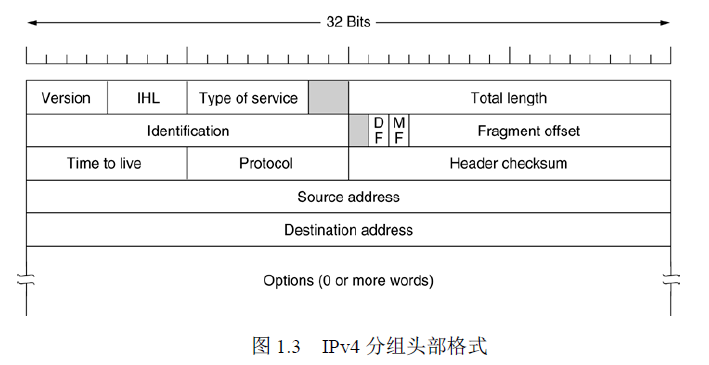 32 Bits
Version IHL Type of service Total length
Identification D F M F Fragment offset
Time to live Protocol Header checksum
Source address
Destination address
Options (0 or more words)
图 1.3 IPv4 分组头部格式